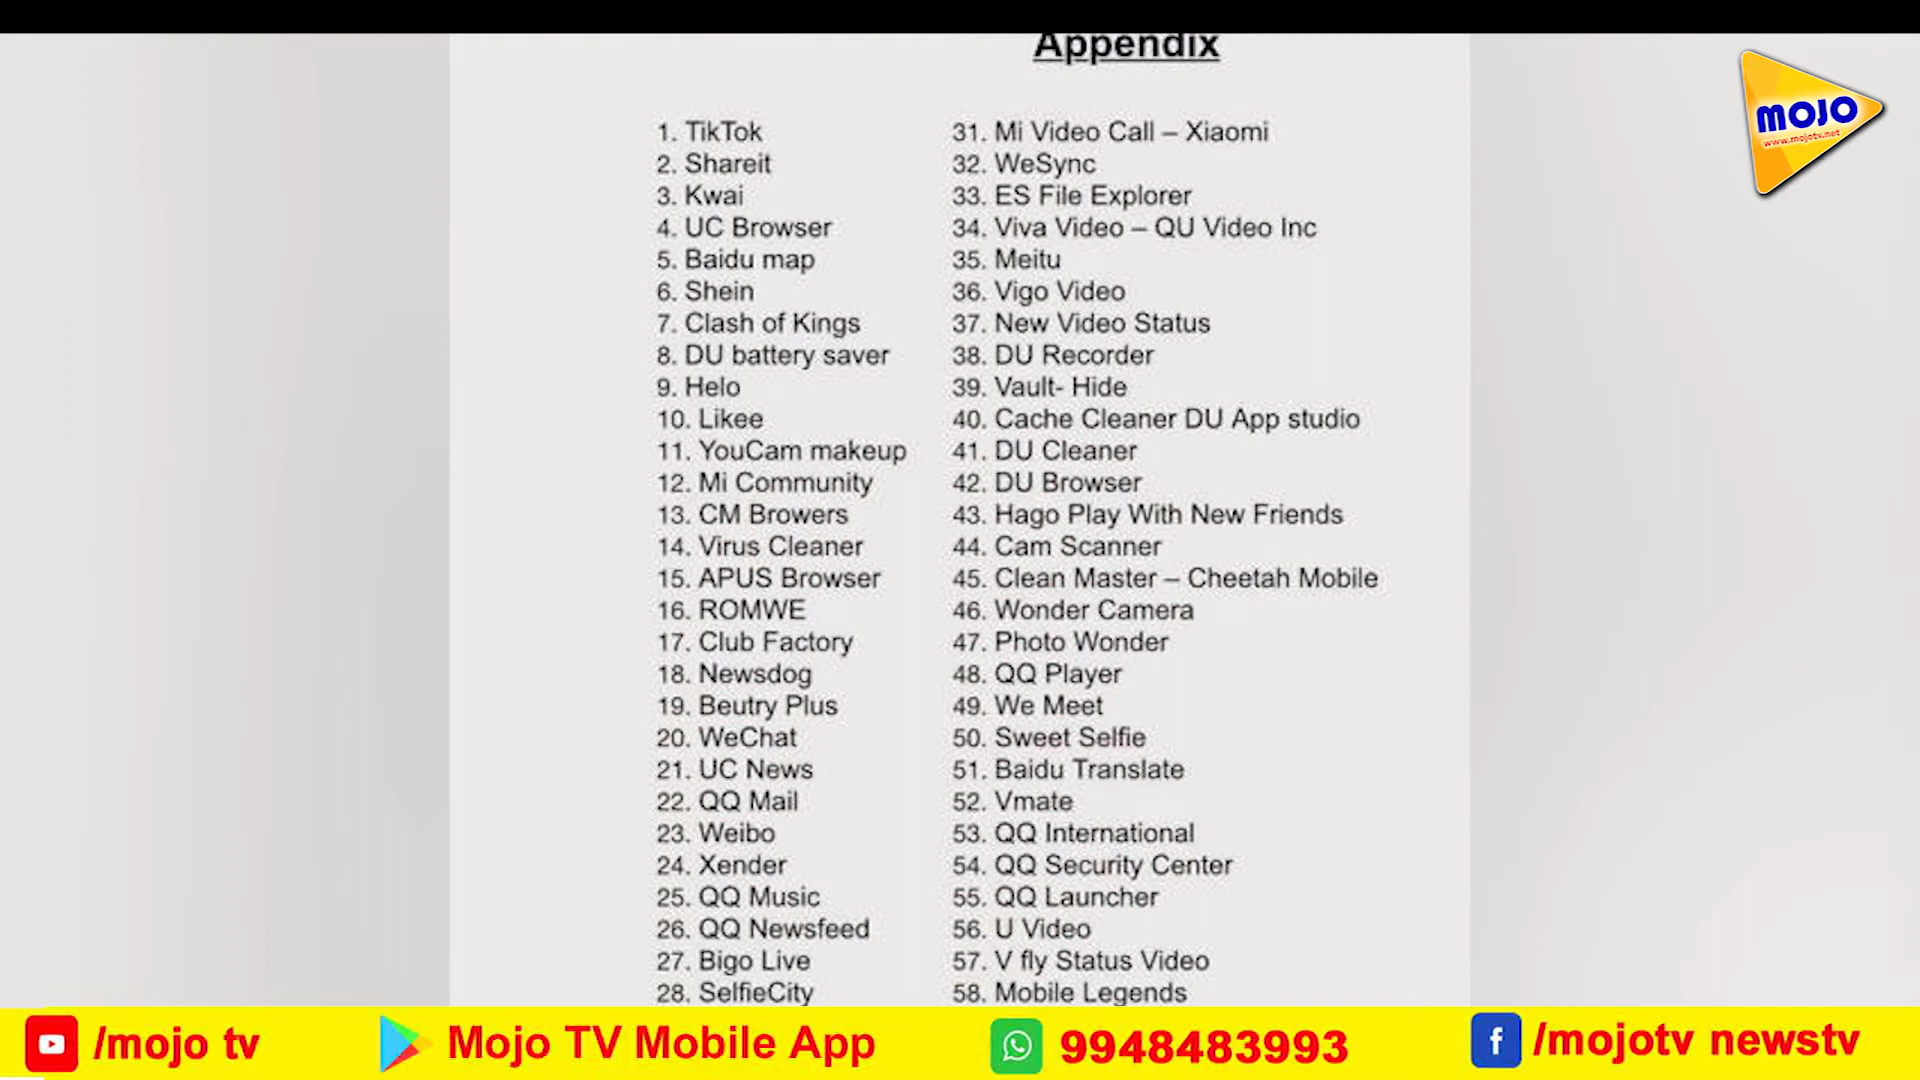 Appendix
1. TikTok
2. Shareit
3. Kwai
4. UC Browser
5. Baidu map
6. Shein
7. Clash of Kings
8. DU battery saver
9. Helo
10. Likee
11. YouCam makeup
12. Mi Community
13. CM Browers
14. Virus Cleaner
15. APUS Browser
16. ROMWE
17. Club Factory
18. Newsdog
19. Beutry Plus
20. WeChat
21. UC News
22. QQ Mail
23. Weibo
24. Xender
25. QQ Music
26. QQ Newsfeed
27. Bigo Live
28. SelfieCity
31. Mi Video Call – Xiaomi
32. WeSync
33. ES File Explorer
34. Viva Video – QU Video Inc
35. Meitu
36. Vigo Video
37. New Video Status
38. DU Recorder
39. Vault- Hide
40. Cache Cleaner DU App studio
41. DU Cleaner
42. DU Browser
43. Hago Play With New Friends
44. Cam Scanner
45. Clean Master – Cheetah Mobile
46. Wonder Camera
47. Photo Wonder
48. QQ Player
49. We Meet
50. Sweet Selfie
51. Baidu Translate
52. Vmate
53. QQ International
54. QQ Security Center
55. QQ Launcher
56. U Video
57. V fly Status Video
58. Mobile Legends
MOJO
www.mojotv.net
/mojo tv
Mojo TV Mobile App
9948483993
/mojotv newstv